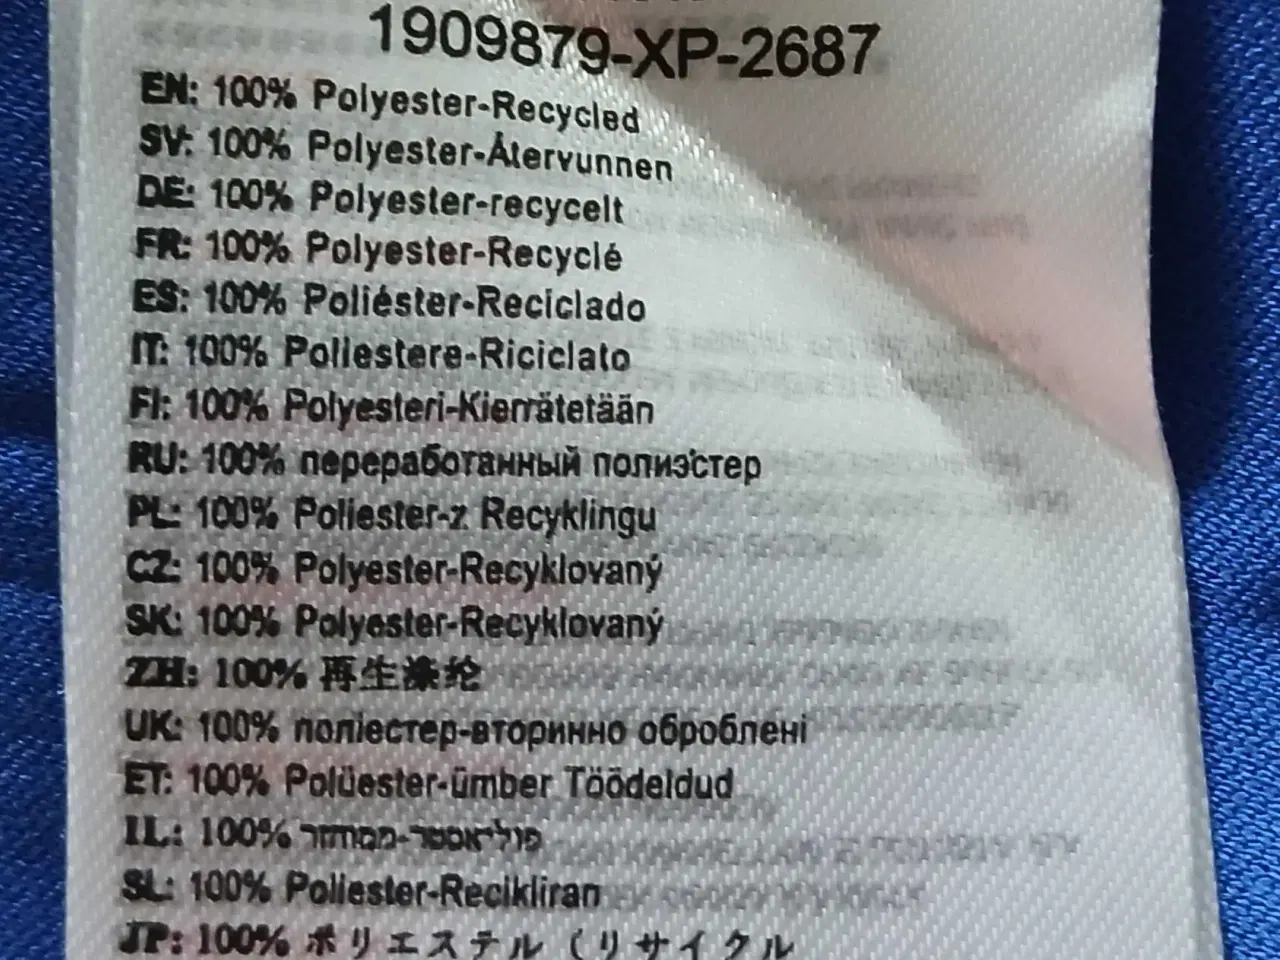 1909879-XP-2687
EN: 100% Polyester-Recycled
SV: 100% Polyester-Återvunnen
DE: 100% Polyester-recycelt
FR: 100% Polyester-Recyclé
ES: 100% Poliéster-Reciclado
IT: 100% Poliestere-Riciclato
FI: 100% Polyesteri-Kierrätetään
RU: 100% переработанный полиэстер
PL: 100% Poliester-z Recyklingu
CZ: 100% Polyester-Recyklovaný
SK: 100% Polyester-Recyklovaný
ZH: 100% 再生涤纶
UK: 100% поліестер-вторинно оброблені
ET: 100% Polüester-ümber Töödeldud
IL: 100% פוליאסטר-ממחזור
SL: 100% Poliester-Recikliran
JP: 100% ポリエステル (リサイクル